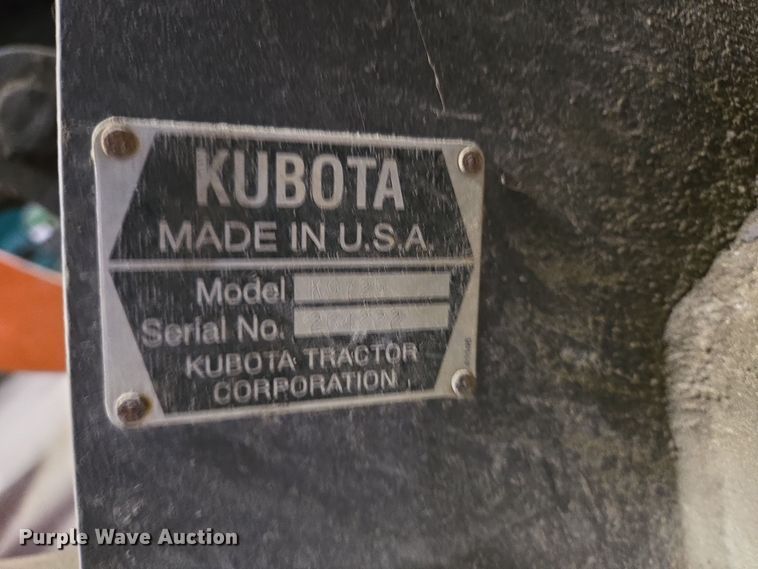 KUBOTA
MADE IN U.S.A.
Model
Serial No.
KUBOTA TRACTOR
CORPORATION
Purple Wave Auction